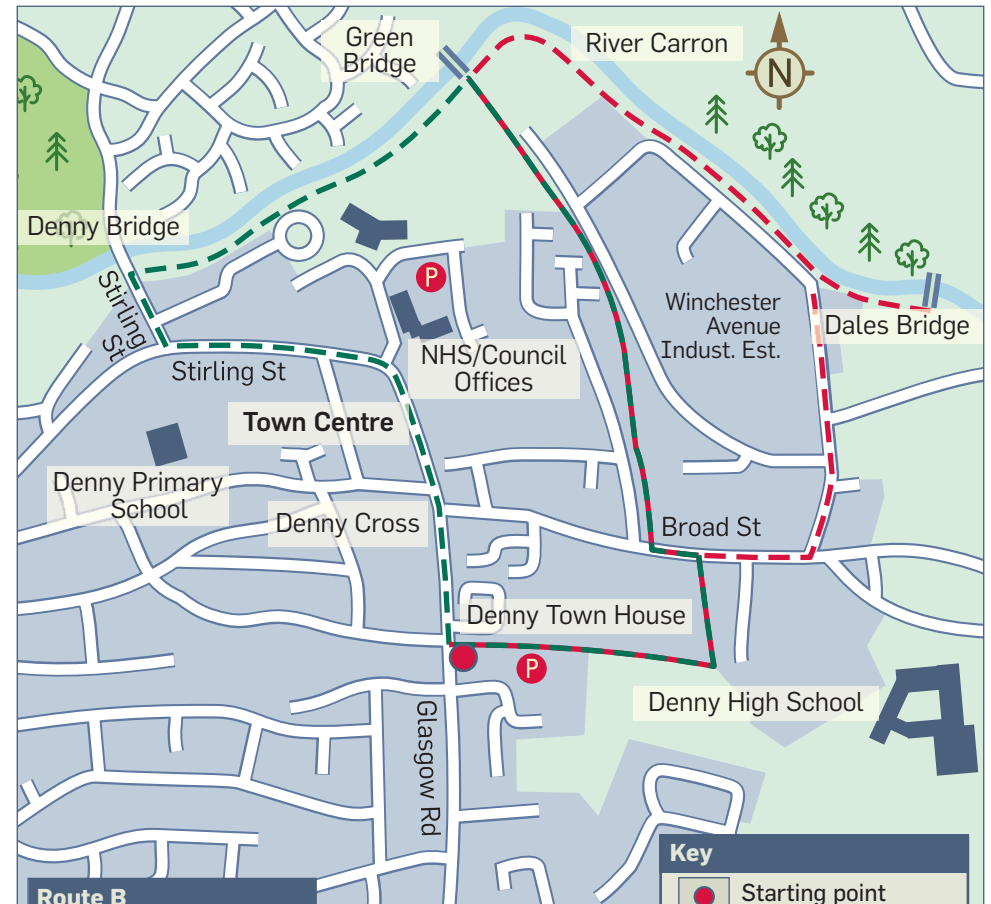 Green
Bridge
River Carron
N
Denny Bridge
P
Stirling
St
Winchester
Avenue
Indust. Est.
Dales Bridge
NHS/Council
Offices
Stirling St
Town Centre
Denny Primary
School
Denny Cross
Broad St
Denny Town House
P
Denny High School
Glasgow Rd
Key
Starting point
Route B